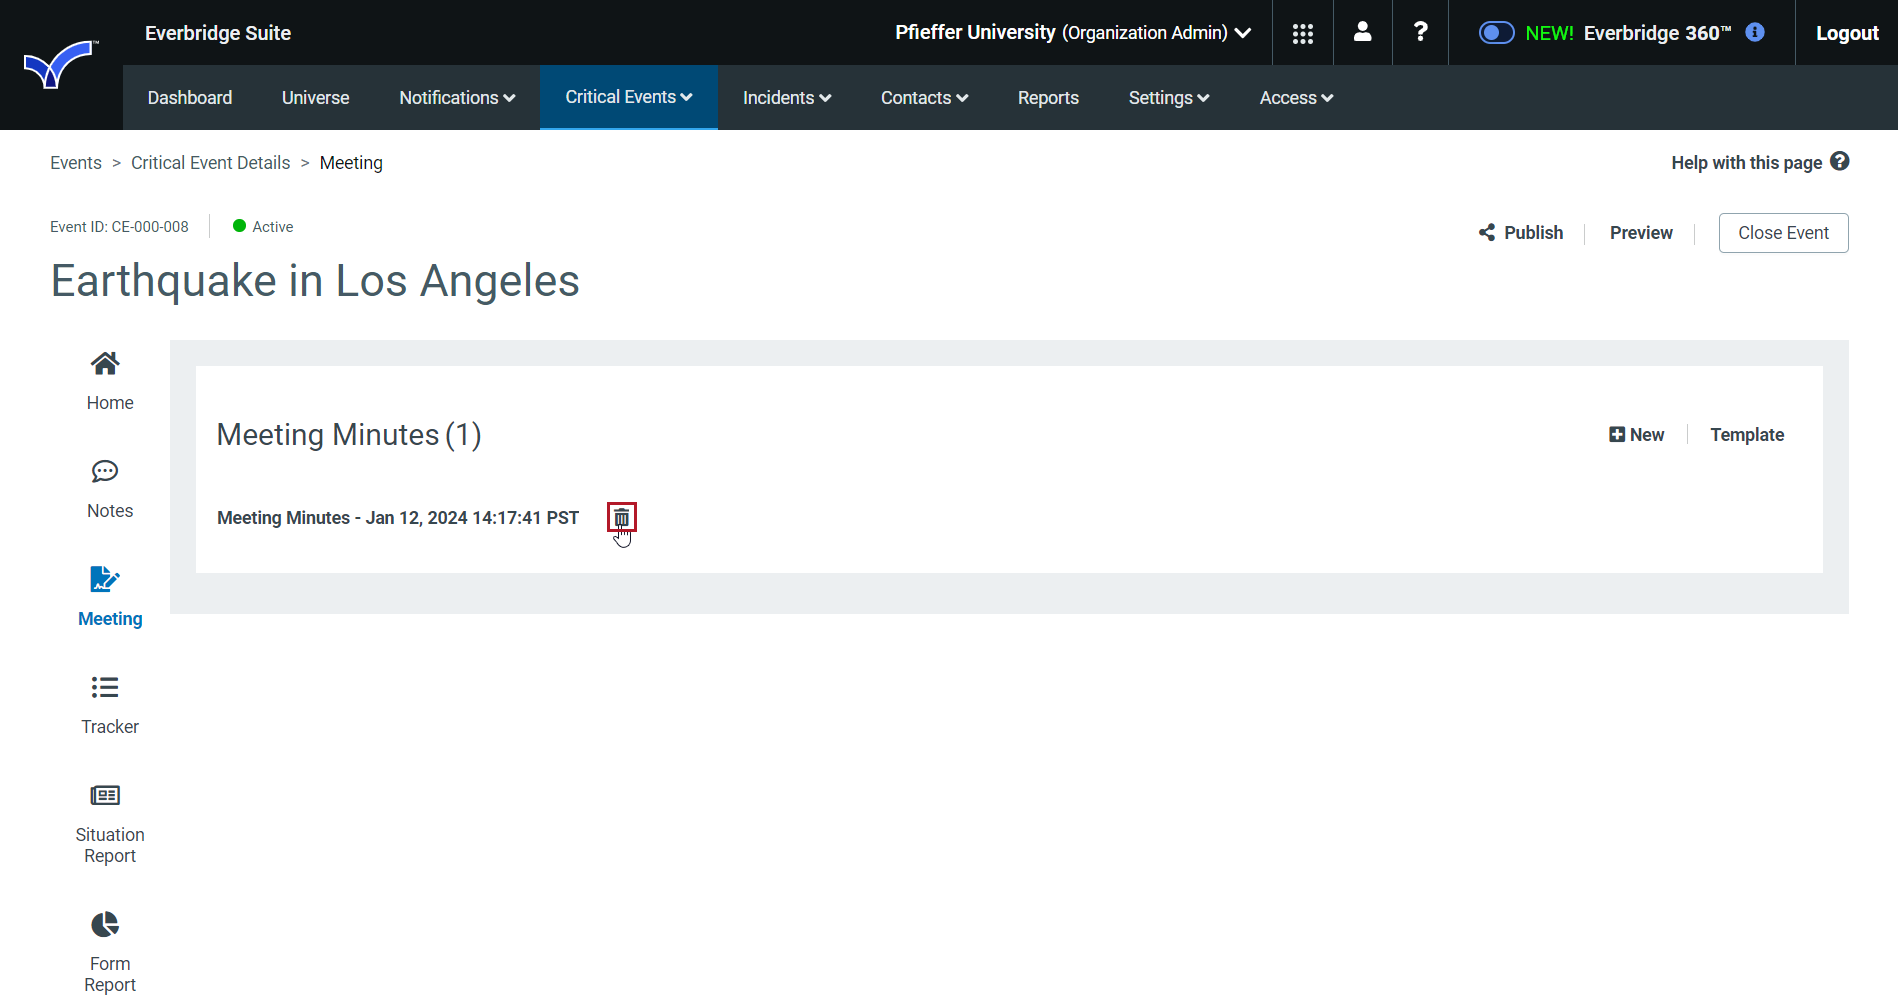 Everbridge Suite
Pfieffer University (Organization Admin)
?
NEW! Everbridge 360™
Logout
™
Dashboard
Universe
Notifications
Critical Events
Incidents
Contacts
Reports
Settings
Access
Events > Critical Event Details > Meeting
Help with this page ?
Event ID: CE-000-008
Active
Publish
Preview
Close Event
Earthquake in Los Angeles
Home
Notes
Meeting
Tracker
Situation
Report
Form
Report
Meeting Minutes (1)
New
Template
Meeting Minutes - Jan 12, 2024 14:17:41 PST